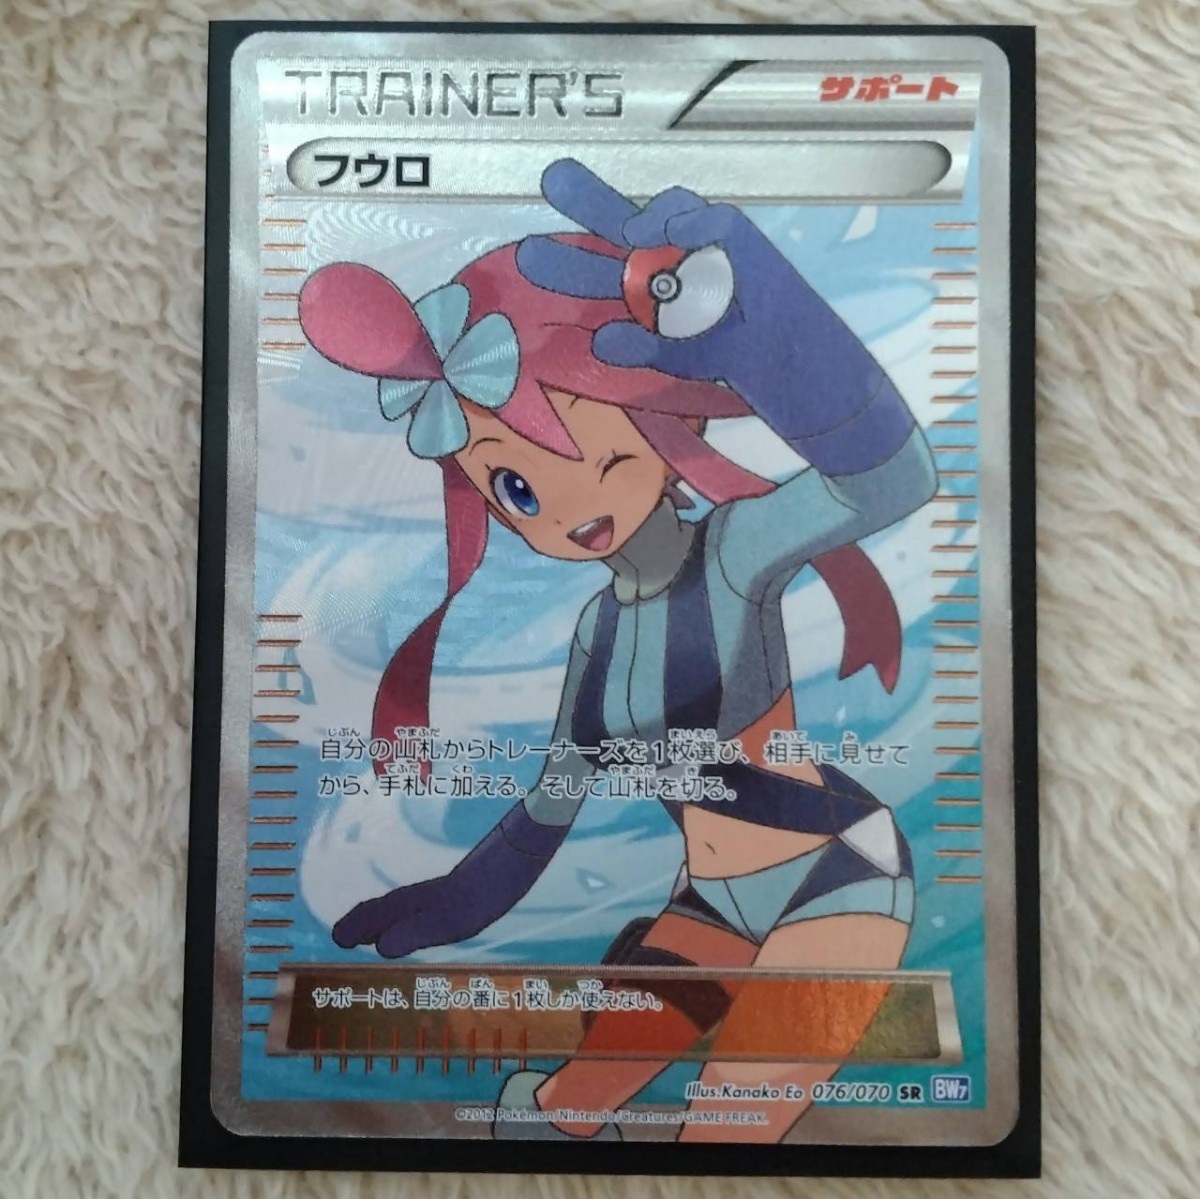 TRAINER'S
サポート
フウロ
自分の山札からトレーナーズを1枚選び、相手に見せて
から、手札に加える。そして山札を切る。
サポートは、自分の番に1枚しか使えない。
Illus.Kanako Eo 076/070 SR BW7
©2012 Pokémon/Nintendo/Creatures/GAME FREAK.